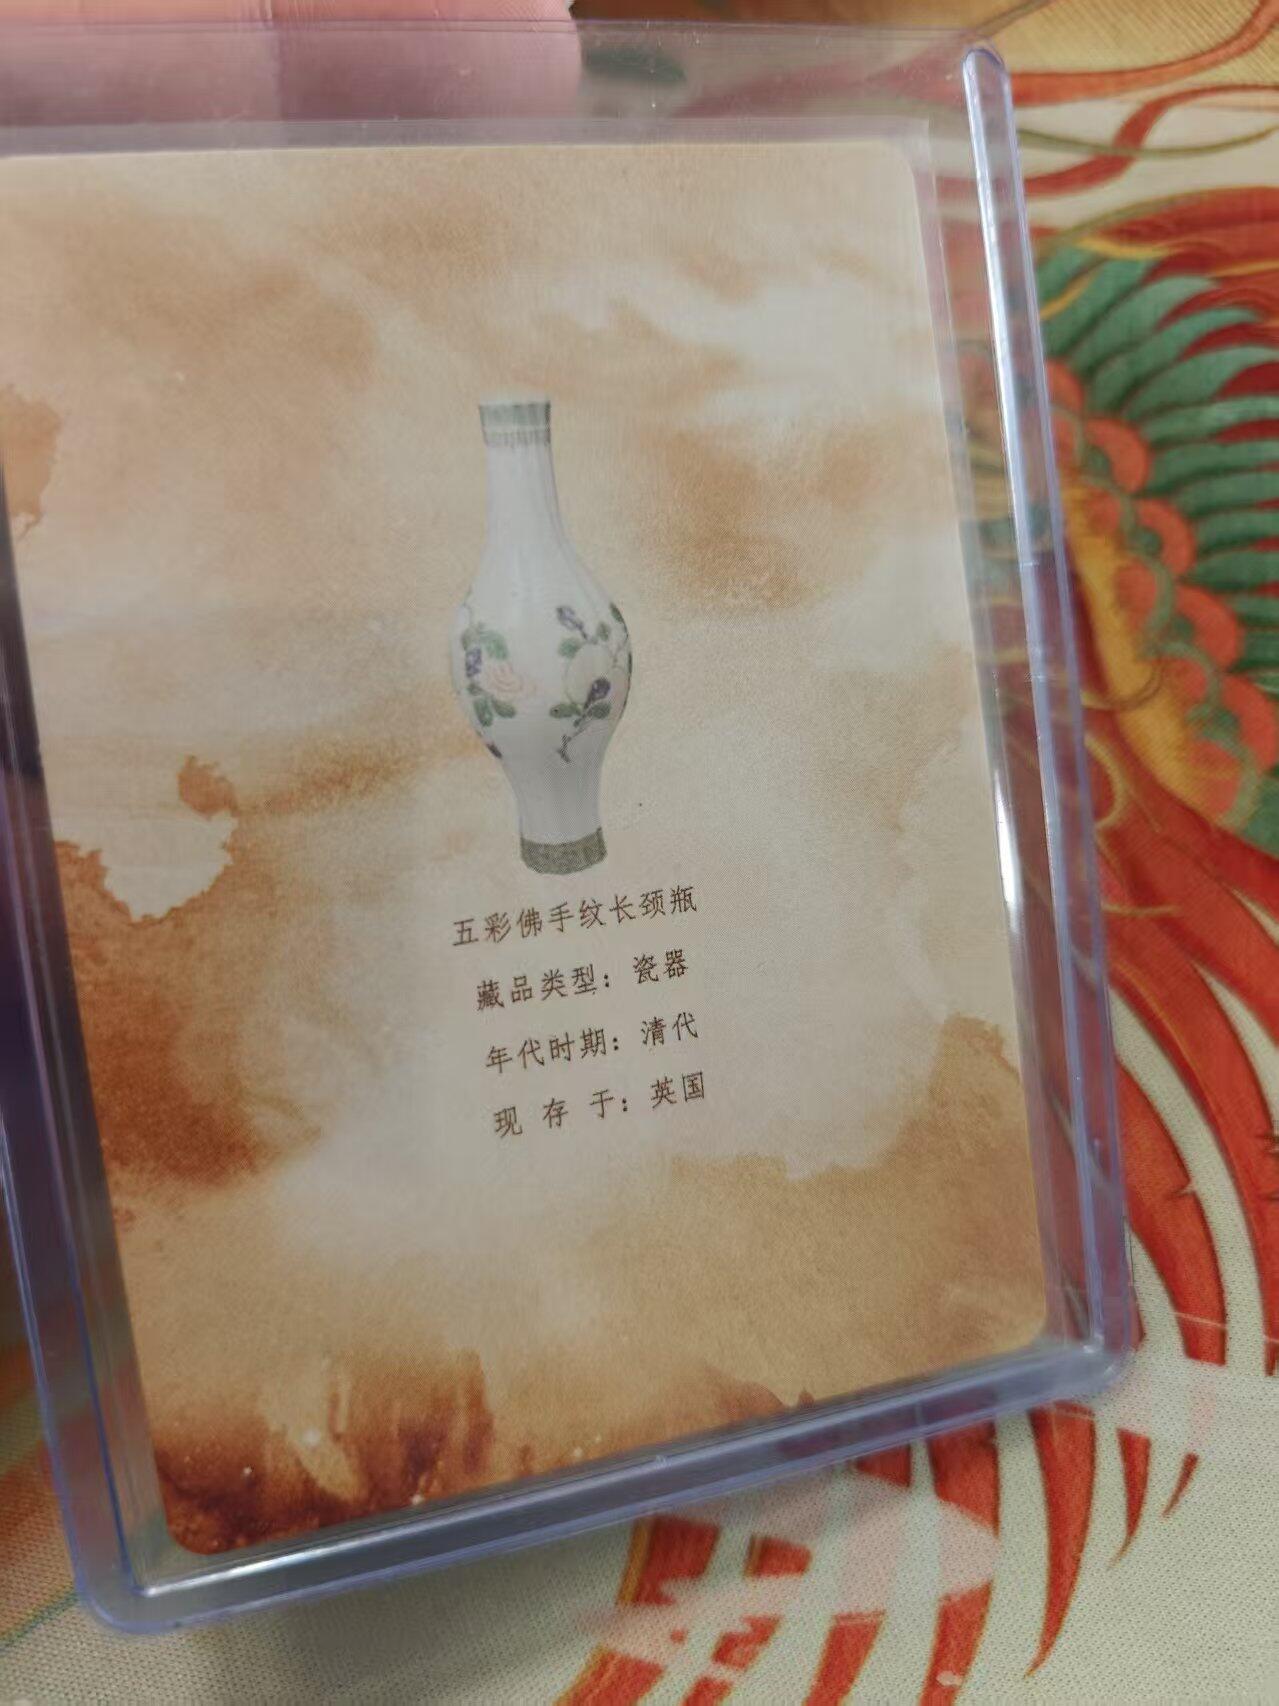 五彩佛手纹长颈瓶
藏品类型：瓷器
年代时期：清代
现 存 于：英国